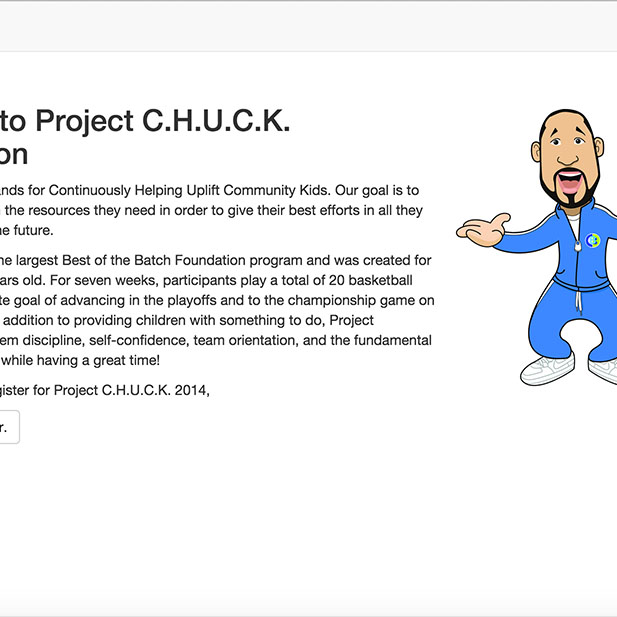 to Project C.H.U.C.K.
on
ands for Continuously Helping Uplift Community Kids. Our goal is to
the resources they need in order to give their best efforts in all they
he future.
he largest Best of the Batch Foundation program and was created for
ars old. For seven weeks, participants play a total of 20 basketball
te goal of advancing in the playoffs and to the championship game on
addition to providing children with something to do, Project
em discipline, self-confidence, team orientation, and the fundamental
while having a great time!
gister for Project C.H.U.C.K. 2014,
r.